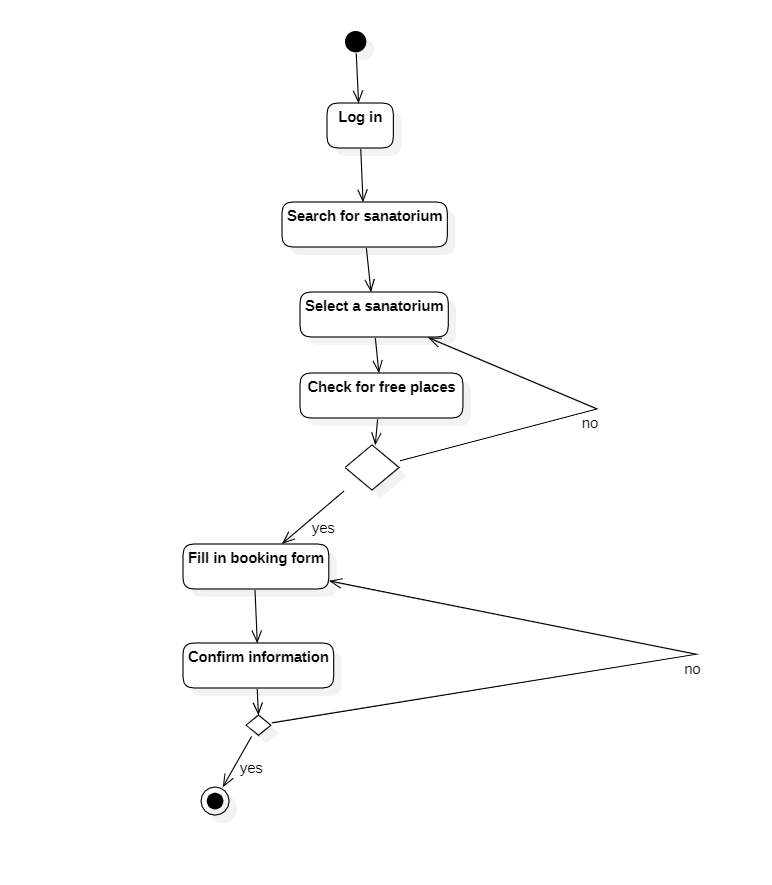 Log in
Search for sanatorium
Select a sanatorium
Check for free places
no
yes
Fill in booking form
Confirm information
no
yes